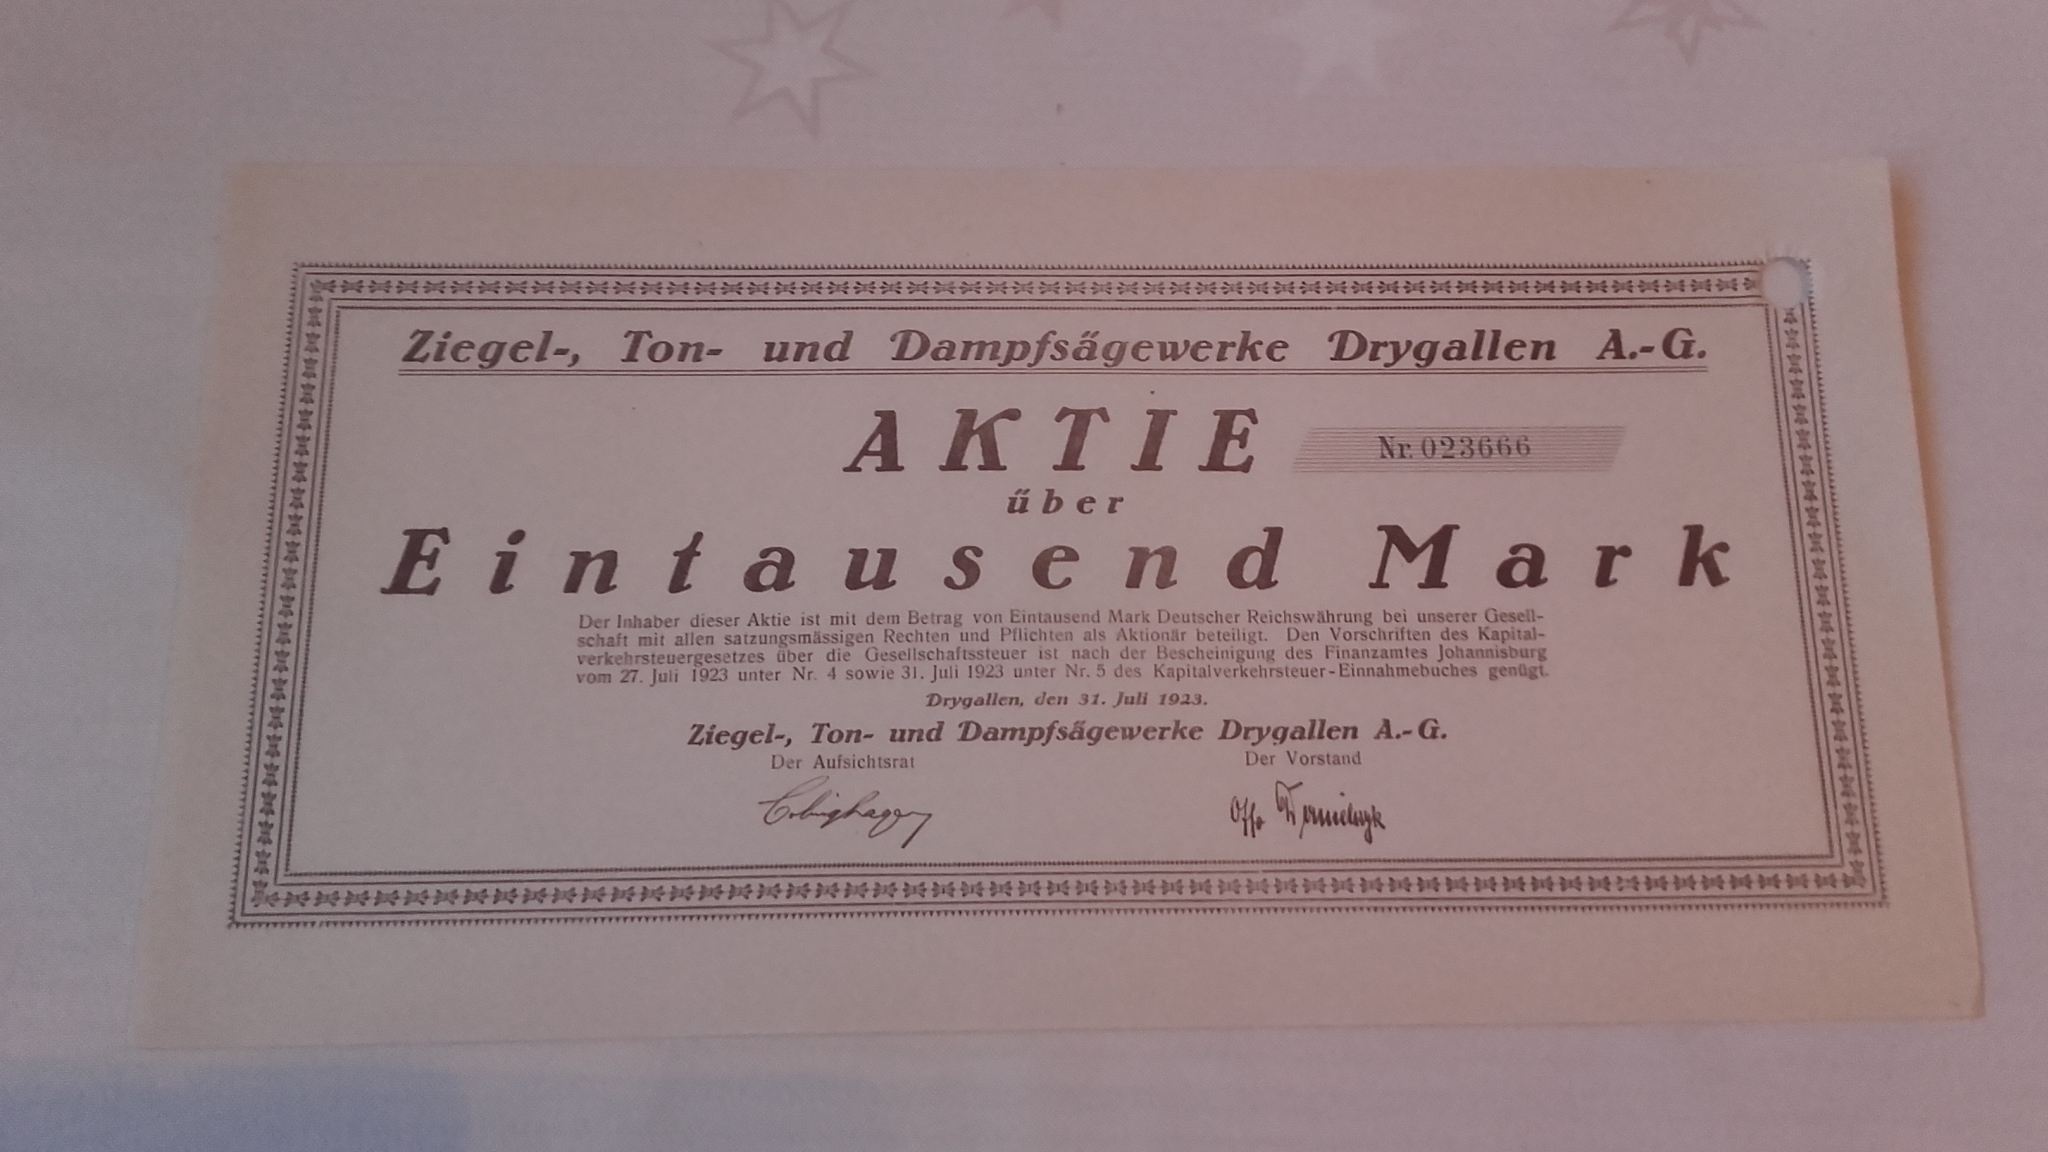 Ziegel-, Ton- und Dampfsägewerke Drygallen A.-G.
AKTIE
Nr. 023666
über
Eintausend Mark
Der Inhaber dieser Aktie ist mit dem Betrag von Eintausend Mark Deutscher Reichswährung bei unserer Gesell-
schaft mit allen satzungsmässigen Rechten und Pflichten als Aktionär beteiligt. Den Vorschriften des Kapital-
verkehrsteuergesetzes über die Gesellschaftssteuer ist nach der Bescheinigung des Finanzamtes Johannisburg
vom 27. Juli 1923 unter Nr. 4 sowie 31. Juli 1923 unter Nr. 5 des Kapitalverkehrsteuer-Einnahmebuches genügt.
Drygallen, den 31. Juli 1923.
Ziegel-, Ton- und Dampfsägewerke Drygallen A.-G.
Der Aufsichtsrat
Der Vorstand
Otto